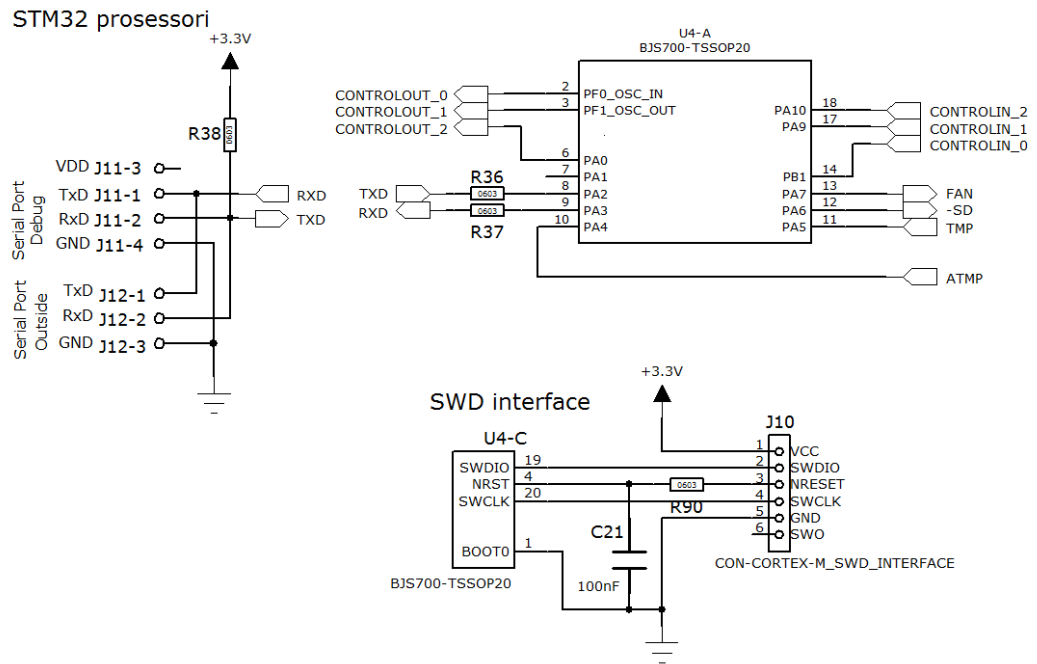 STM32 prosessori
+3.3V
R38
VDD J11-3
TxD J11-1
RxD J11-2
GND J11-4
Serial Port
Debug
RXD
TXD
TxD J12-1
RxD J12-2
GND J12-3
Serial Port
Outside
0603
U4-A
BJS700-TSSOP20
CONTROLOUT_0
CONTROLOUT_1
CONTROLOUT_2
2 PF0_OSC_IN
3 PF1_OSC_OUT
6 PA0
7 PA1
8 PA2
9 PA3
10 PA4
TXD
RXD
R36
0603
0603
R37
PA10 18
PA9 17
PB1 14
PA7 13
PA6 12
PA5 11
CONTROLIN_2
CONTROLIN_1
CONTROLIN_0
FAN
-SD
TMP
ATMP
SWD interface
+3.3V
U4-C
SWDIO 19
NRST 4
SWCLK 20
BOOT0 1
BJS700-TSSOP20
C21
100nF
0603
R90
J10
1 VCC
2 SWDIO
3 NRESET
4 SWCLK
5 GND
6 SWO
CON-CORTEX-M_SWD_INTERFACE